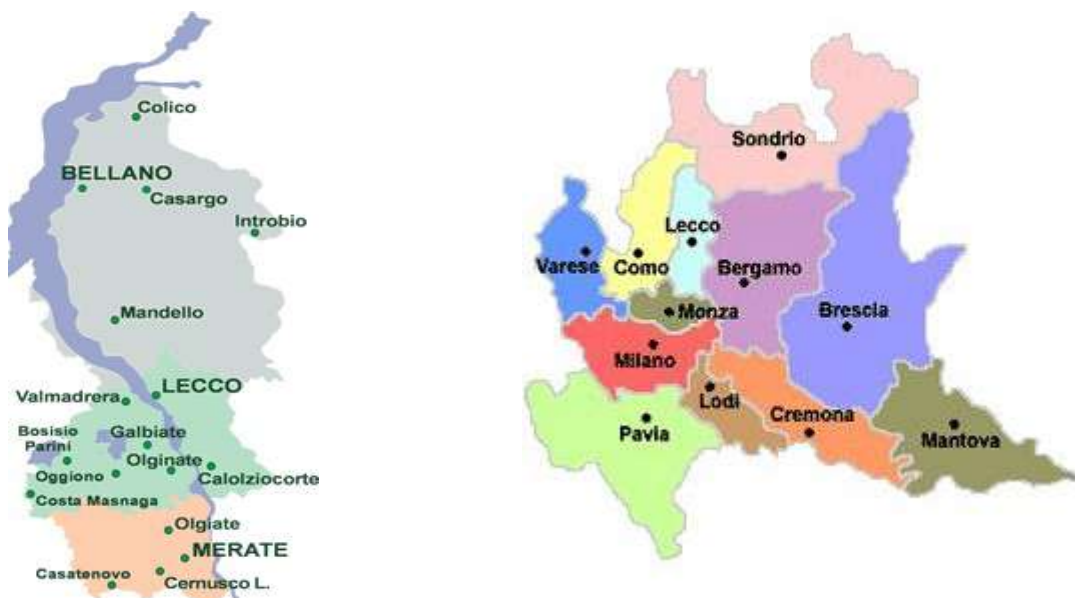 Colico
BELLANO
Casargo
Introbio
Mandello
LECCO
Valmadrera
Bosisio
Parini
Galbiate
Olginate
Oggiono
Calolziocorte
Costa Masnaga
Olgiate
MERATE
Casatenovo
Cernusco L.
Sondrio
Lecco
Varese
Como
Bergamo
Monza
Brescia
Milano
Lodi
Cremona
Pavia
Mantova